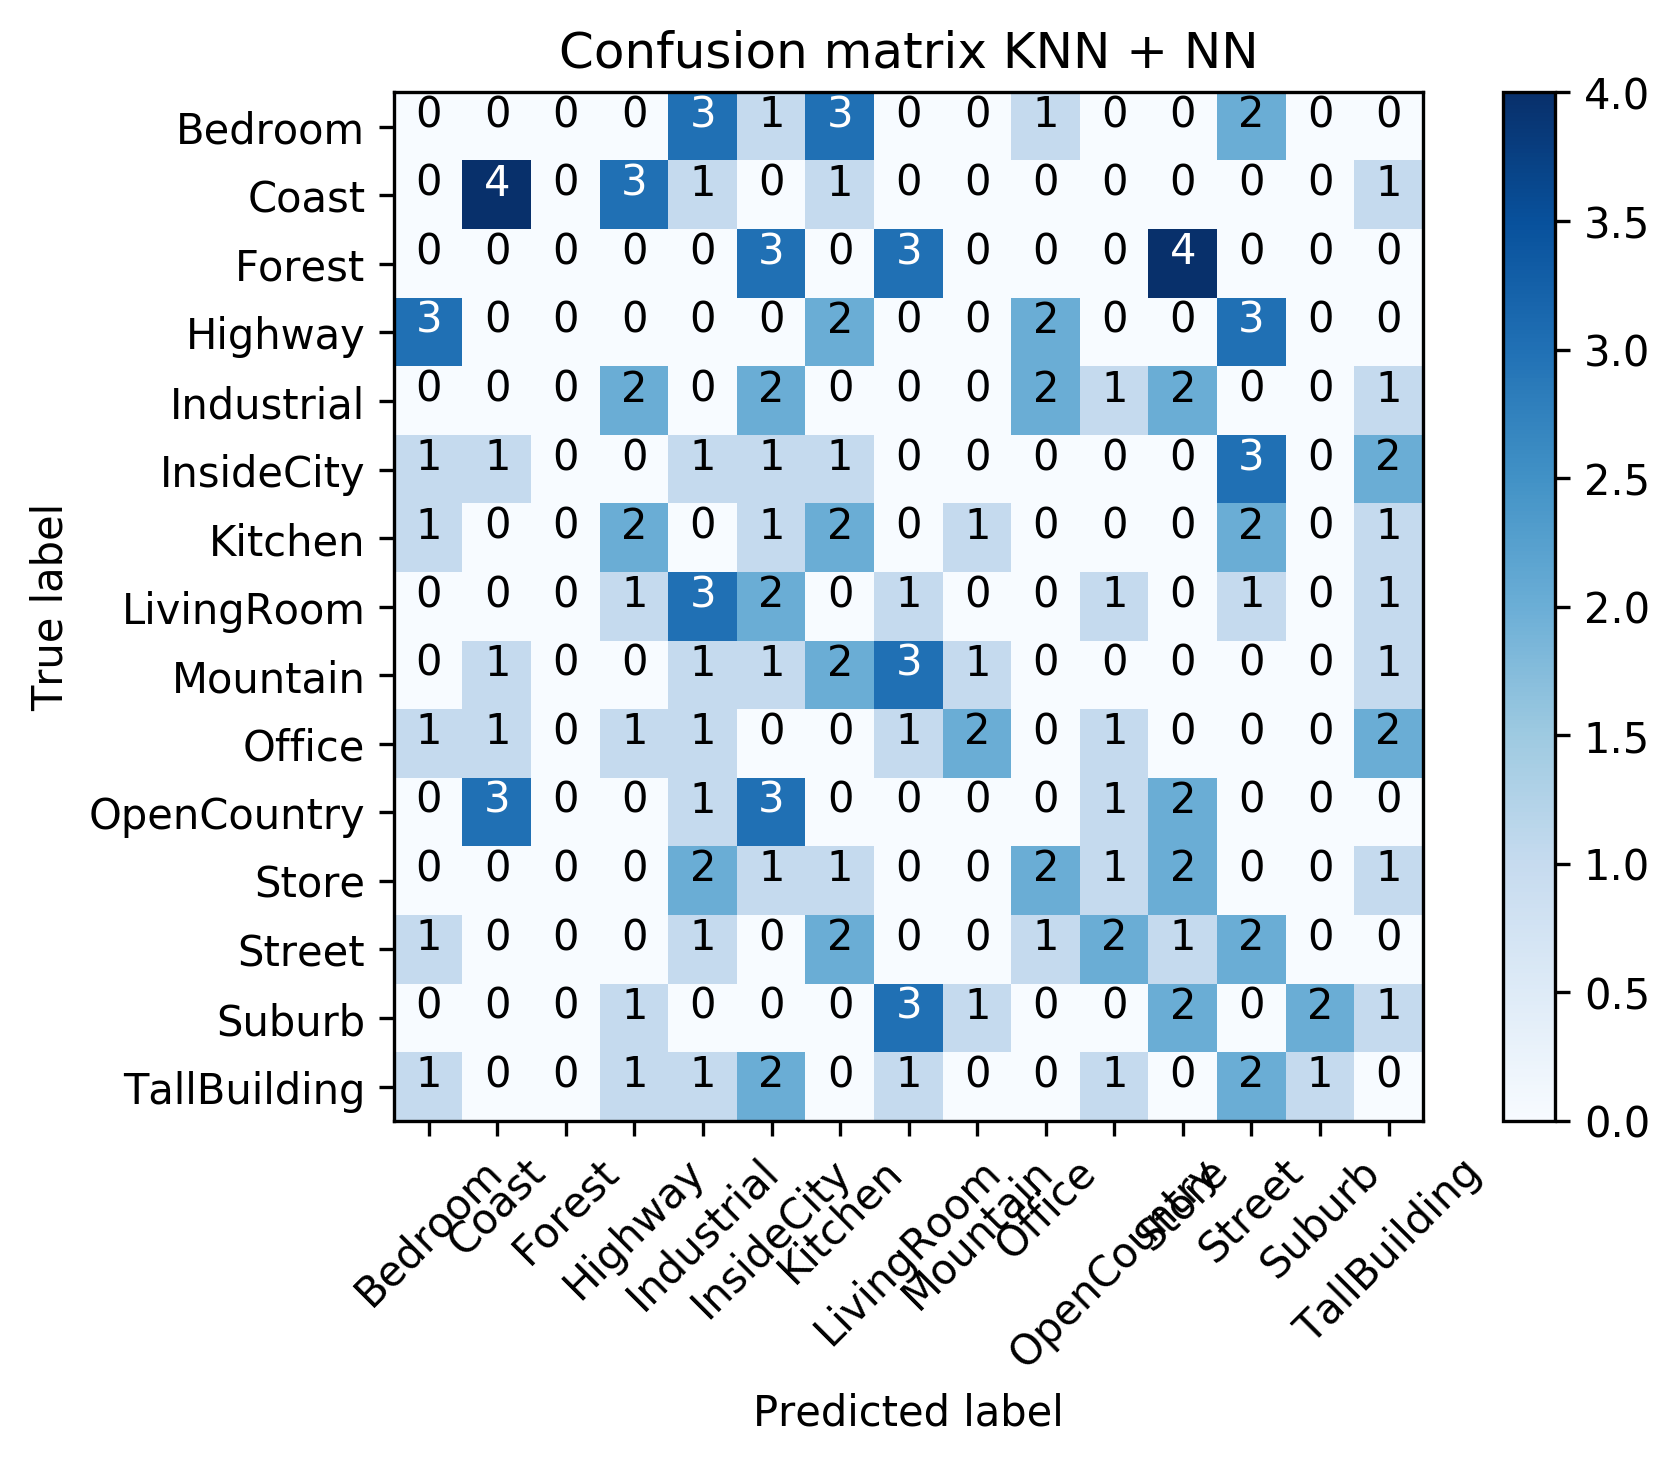 Confusion matrix KNN + NN
Bedroom 0 0 0 0 3 1 3 0 0 1 0 0 2 0 0
Coast 0 4 0 3 1 0 1 0 0 0 0 0 0 0 1
Forest 0 0 0 0 0 3 0 3 0 0 0 4 0 0 0
Highway 3 0 0 0 0 0 2 0 0 2 0 0 3 0 0
Industrial 0 0 0 2 0 2 0 0 0 2 1 2 0 0 1
InsideCity 1 1 0 0 1 1 1 0 0 0 0 0 3 0 2
Kitchen 1 0 0 2 0 1 2 0 1 0 0 0 2 0 1
LivingRoom 0 0 0 1 3 2 0 1 0 0 1 0 1 0 1
Mountain 0 1 0 0 1 1 2 3 1 0 0 0 0 0 1
Office 1 1 0 1 1 0 0 1 2 0 1 0 0 0 2
OpenCountry 0 3 0 0 1 3 0 0 0 0 1 2 0 0 0
Store 0 0 0 0 2 1 1 0 0 2 1 2 0 0 1
Street 1 0 0 0 1 0 2 0 0 1 2 1 2 0 0
Suburb 0 0 0 1 0 0 0 3 1 0 0 2 0 2 1
TallBuilding 1 0 0 1 1 2 0 1 0 0 1 0 2 1 0
True label
Bedroom
Coast
Forest
Highway
Industrial
InsideCity
Kitchen
LivingRoom
Mountain
Office
OpenCountry
Store
Street
Suburb
TallBuilding
Predicted label
4.0
3.5
3.0
2.5
2.0
1.5
1.0
0.5
0.0